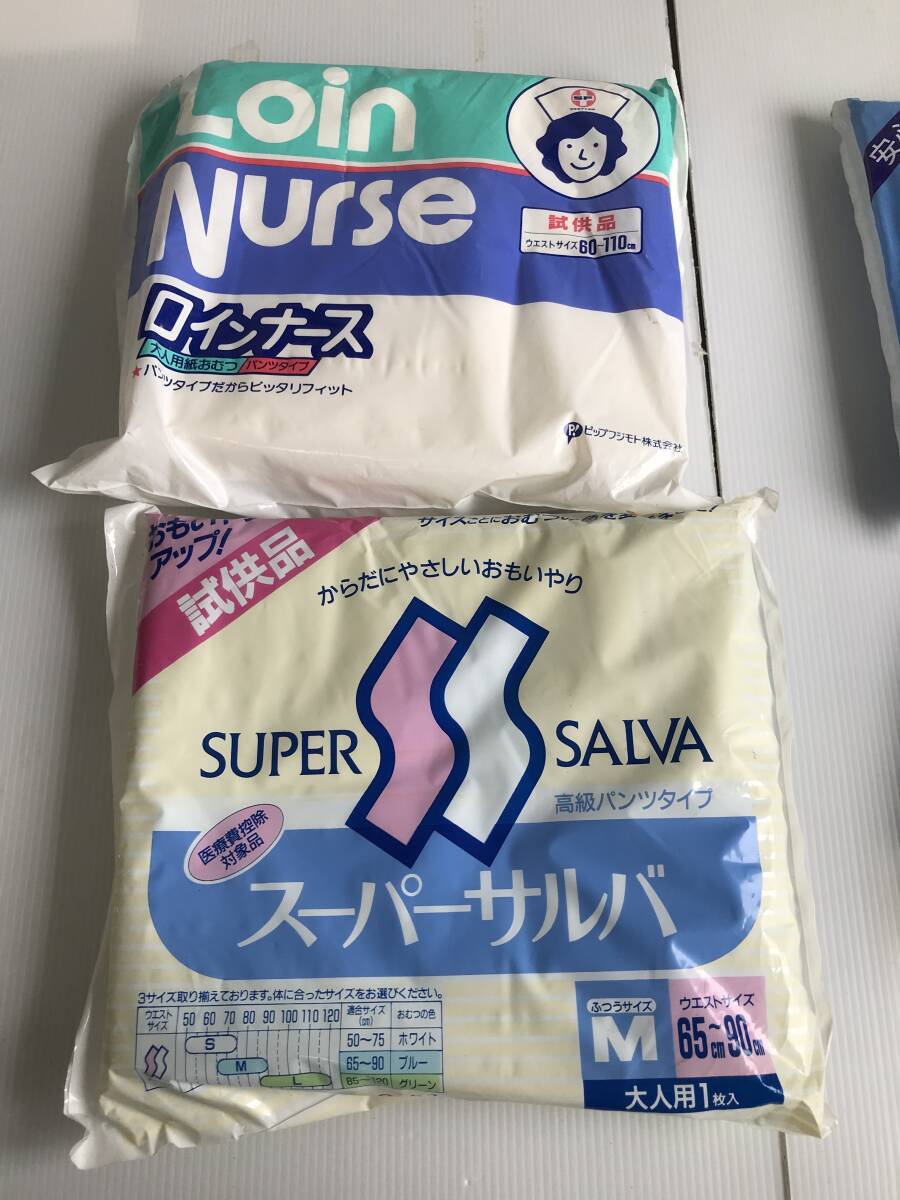 Loin
Nurse
試供品
ウエストサイズ60~110cm
ロインナース
大人用紙おむつ パンツタイプ
★パンツタイプだからピッタリフィット
P! ピップフジモト株式会社
安心
アップ!
試供品
からだにやさしいおもいやり
SUPER SALVA
高級パンツタイプ
医療費控除
対象品
スーパーサルバ
3サイズ取り揃えております。体に合ったサイズをお選びください。
ウエストサイズ 50 60 70 80 90 100 110 120 適合サイズ(cm) おむつの色
S 50~75 ホワイト
M 65~90 ブルー
L 85~120 グリーン
ふつうサイズ
M
ウエストサイズ
65cm~90cm
大人用1枚入